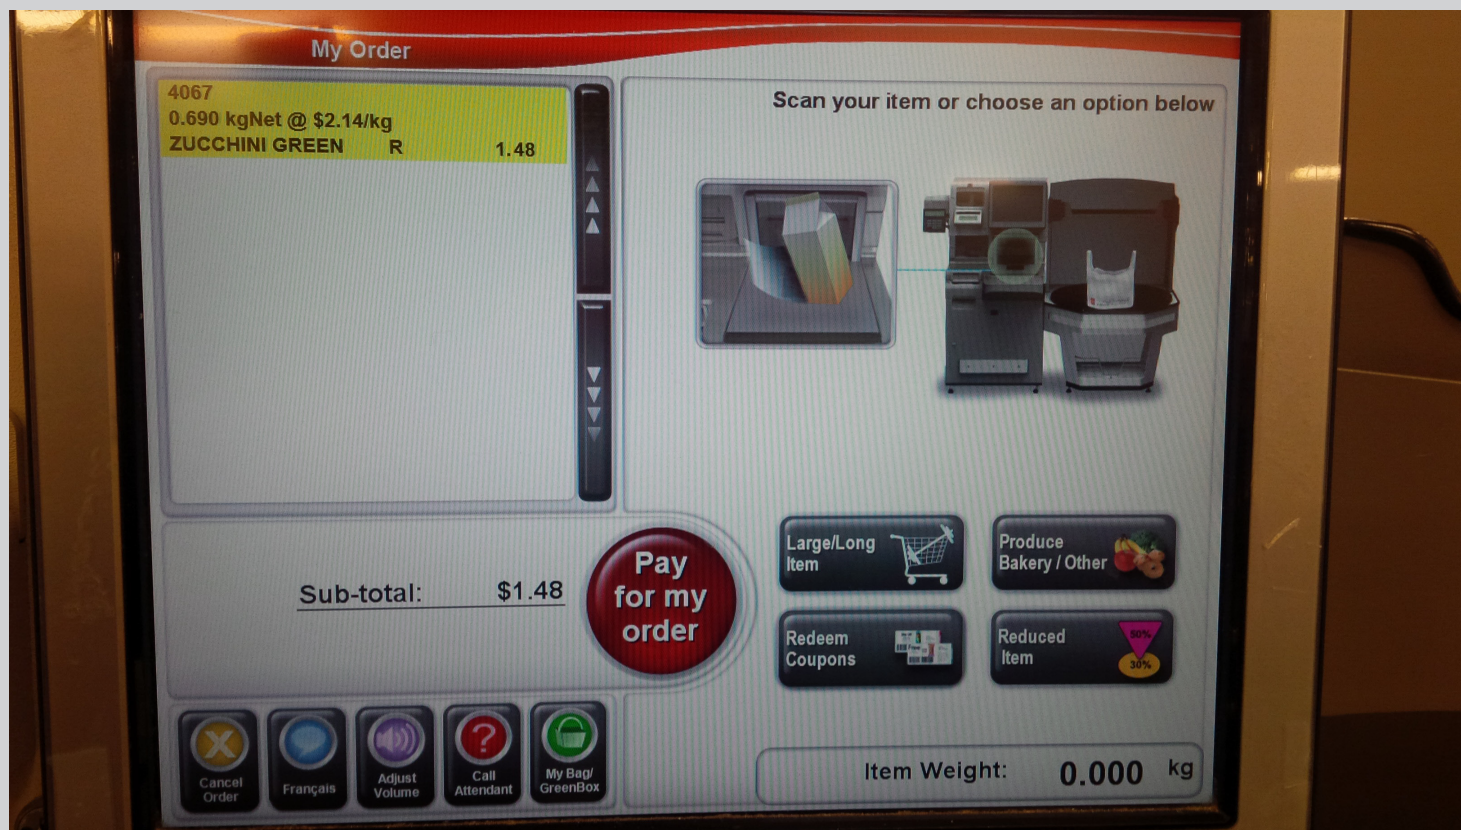 My Order
4067
0.690 kgNet @ $2.14/kg
ZUCCHINI GREEN R 1.48
Scan your item or choose an option below
Sub-total: $1.48
Pay
for my
order
Large/Long
Item
Produce
Bakery / Other
Redeem
Coupons
Reduced
Item
50%
30%
Cancel
Order
Français
Adjust
Volume
Call
Attendant
My Bag/
GreenBox
Item Weight: 0.000 kg